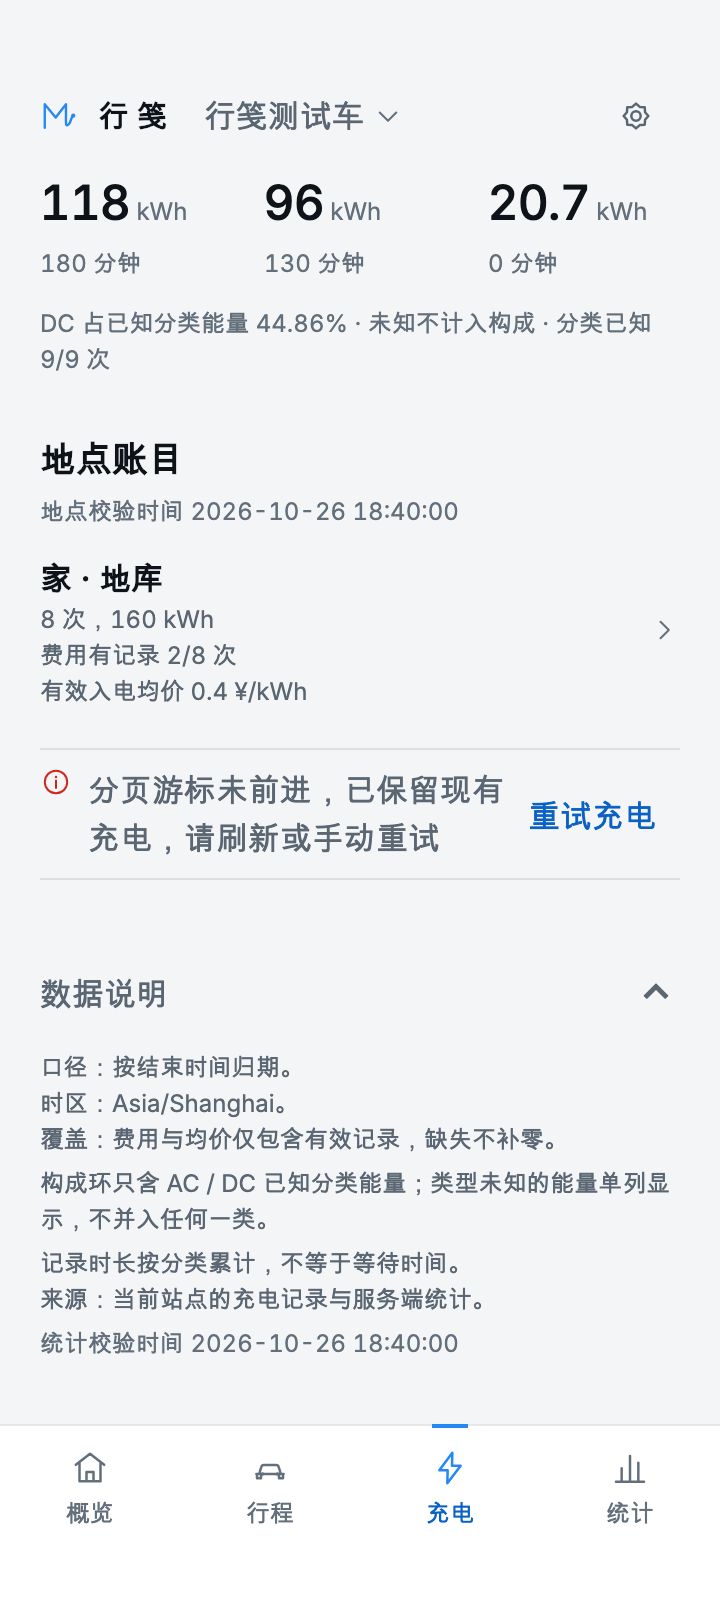 行 笺 行笺测试车
118 kWh 96 kWh 20.7 kWh
180 分钟 130 分钟 0 分钟
DC 占已知分类能量 44.86% · 未知不计入构成 · 分类已知
9/9 次
地点账目
地点校验时间 2026-10-26 18:40:00
家 · 地库
8 次，160 kWh
费用有记录 2/8 次
有效入电均价 0.4 ¥/kWh
分页游标未前进，已保留现有
充电，请刷新或手动重试
重试充电
数据说明
口径：按结束时间归期。
时区：Asia/Shanghai。
覆盖：费用与均价仅包含有效记录，缺失不补零。
构成环只含 AC / DC 已知分类能量；类型未知的能量单列显
示，不并入任何一类。
记录时长按分类累计，不等于等待时间。
来源：当前站点的充电记录与服务端统计。
统计校验时间 2026-10-26 18:40:00
概览 行程 充电 统计